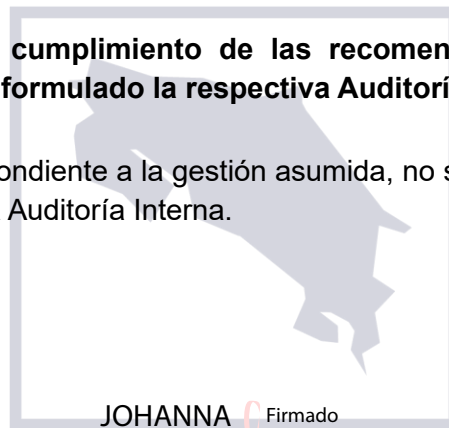 cumplimiento de las recomen
formulado la respectiva Auditorí
ondiente a la gestión asumida, no s
Auditoría Interna.
JOHANNA Firmado